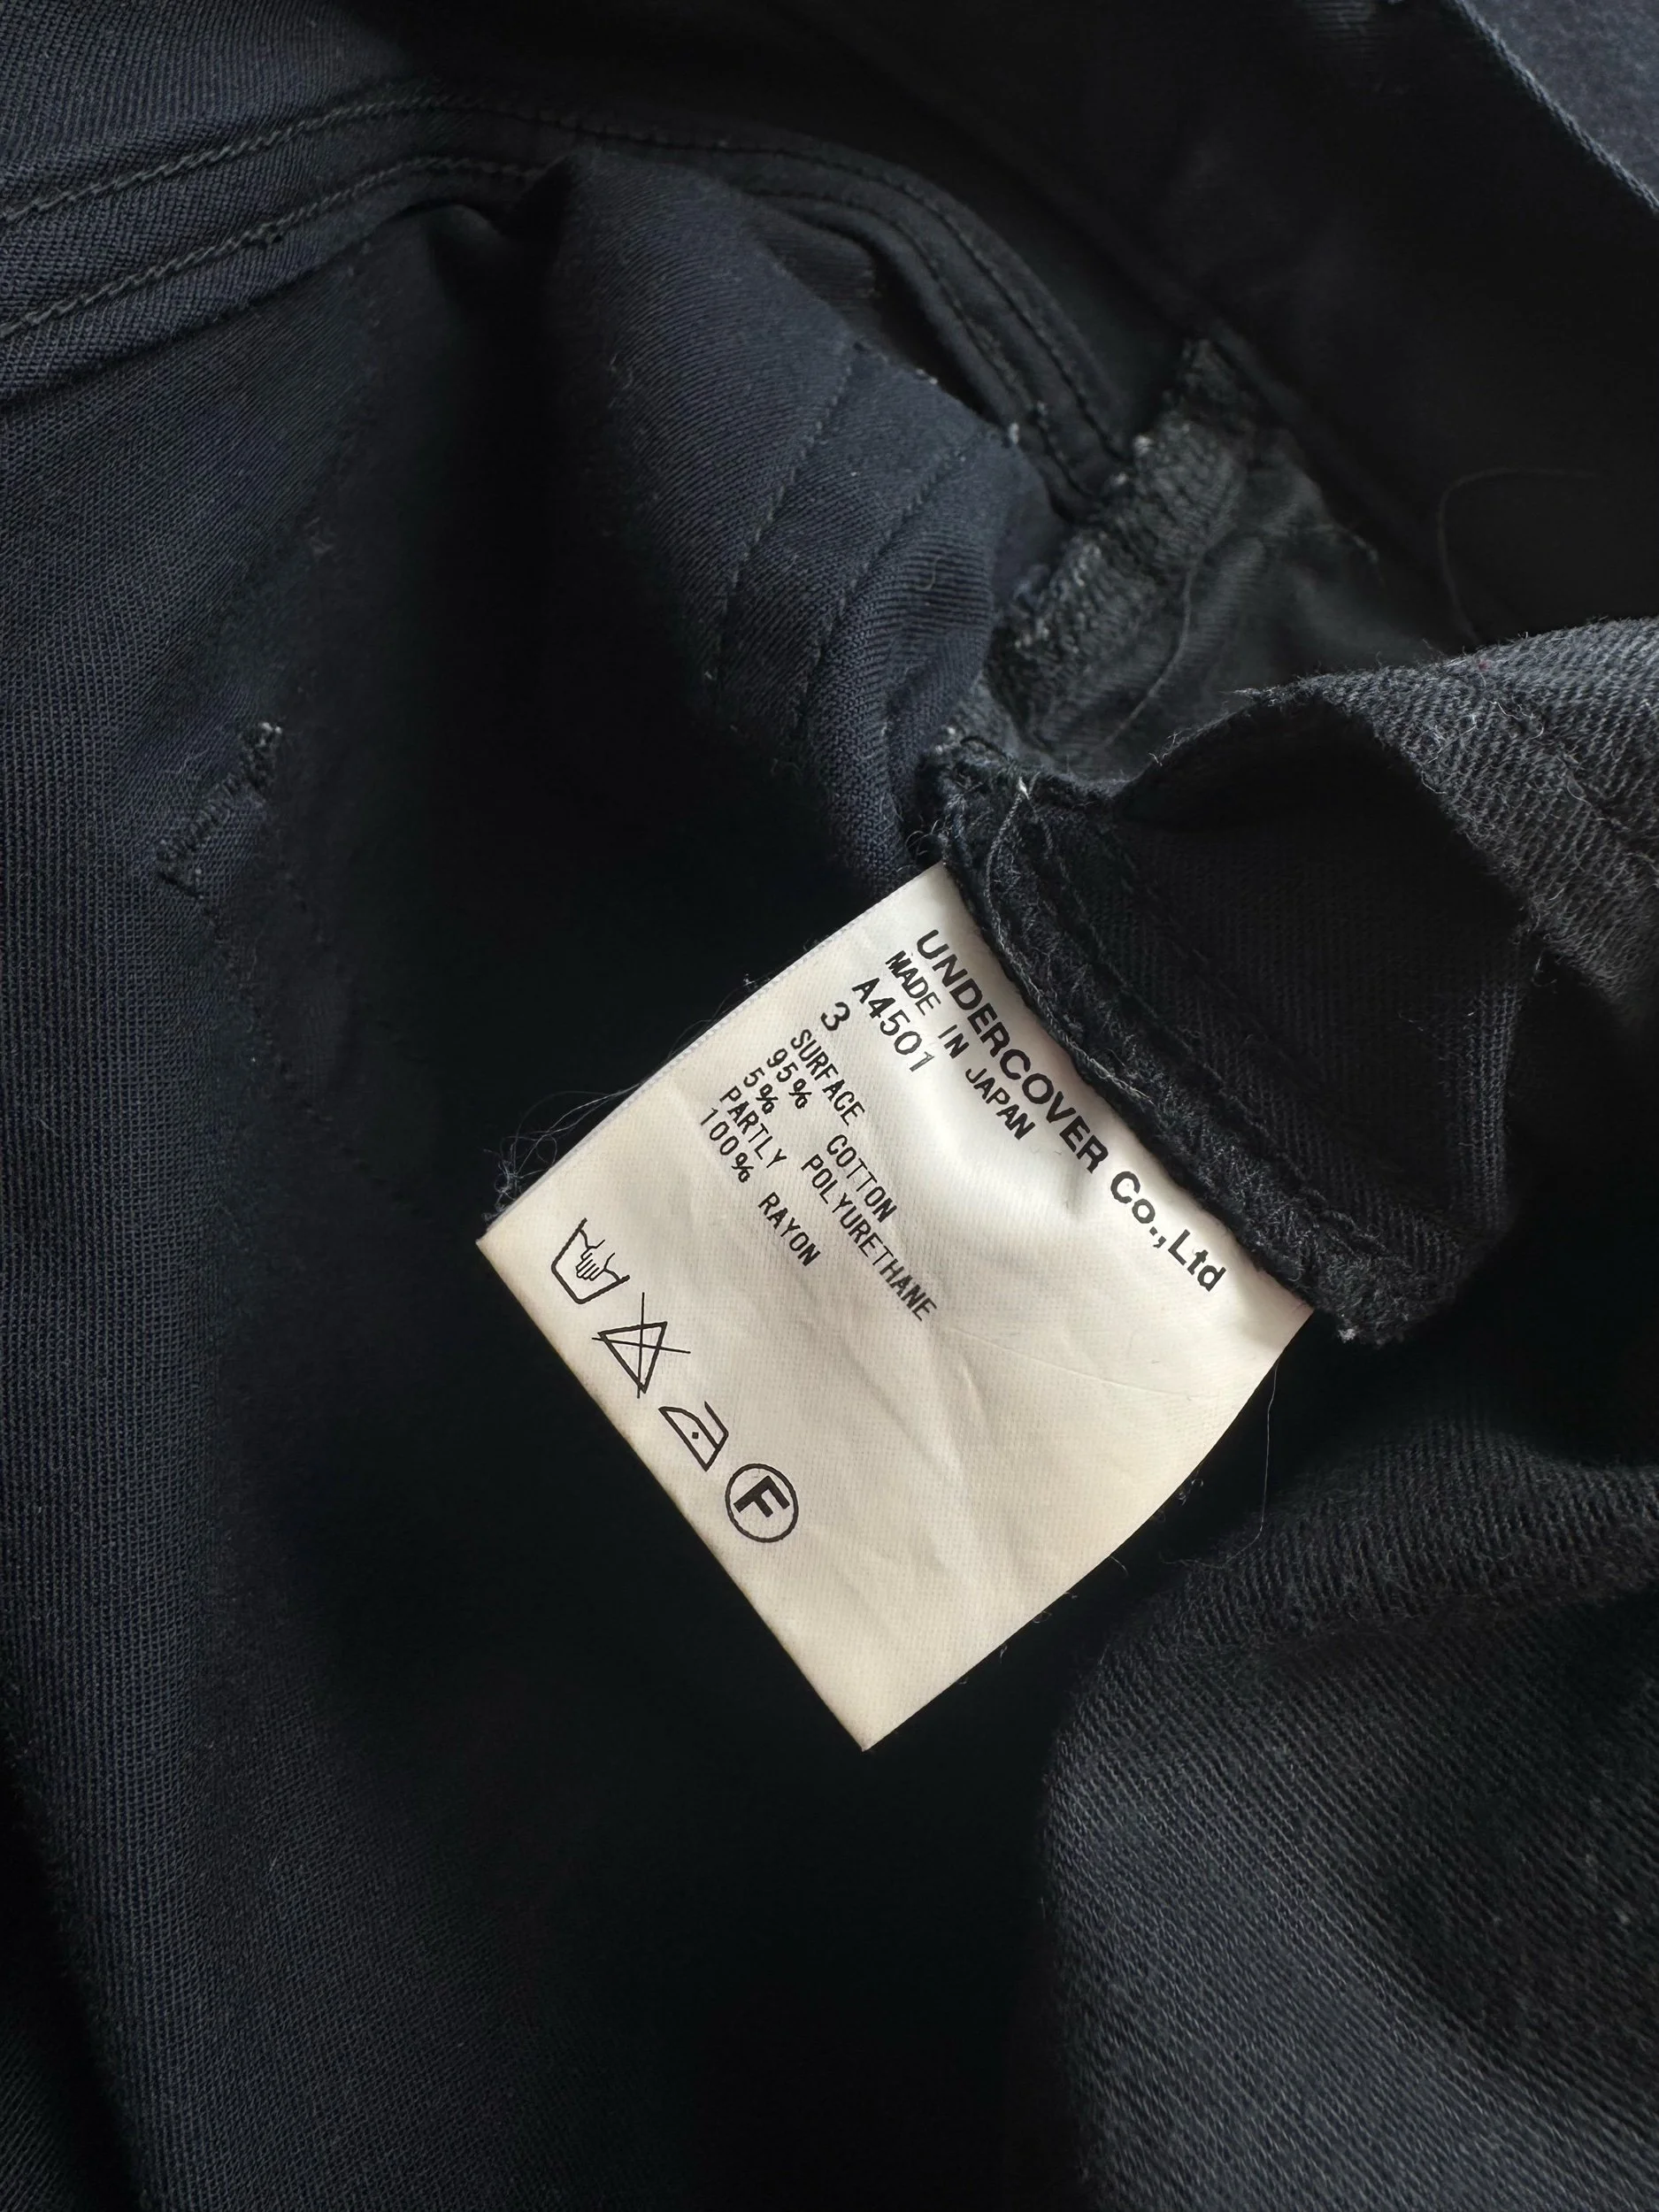 UNDERCOVER Co.,Ltd
MADE IN JAPAN
A4501
3
SURFACE
95% COTTON
5% POLYURETHANE
PARTLY
100% RAYON
F